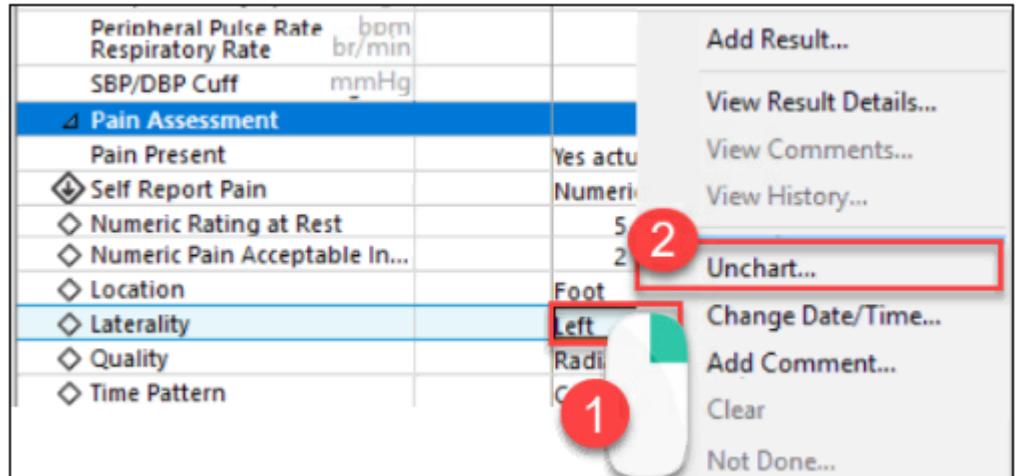 Peripheral Pulse Rate bpm
Respiratory Rate br/min
SBP/DBP Cuff mmHg
Pain Assessment
Pain Present Yes actu
Self Report Pain Numeri
Numeric Rating at Rest 5
Numeric Pain Acceptable In... 2
Location Foot
Laterality Left
Quality Radi
Time Pattern C
1
Add Result...
View Result Details...
View Comments...
View History...
2
Unchart...
Change Date/Time...
Add Comment...
Clear
Not Done...